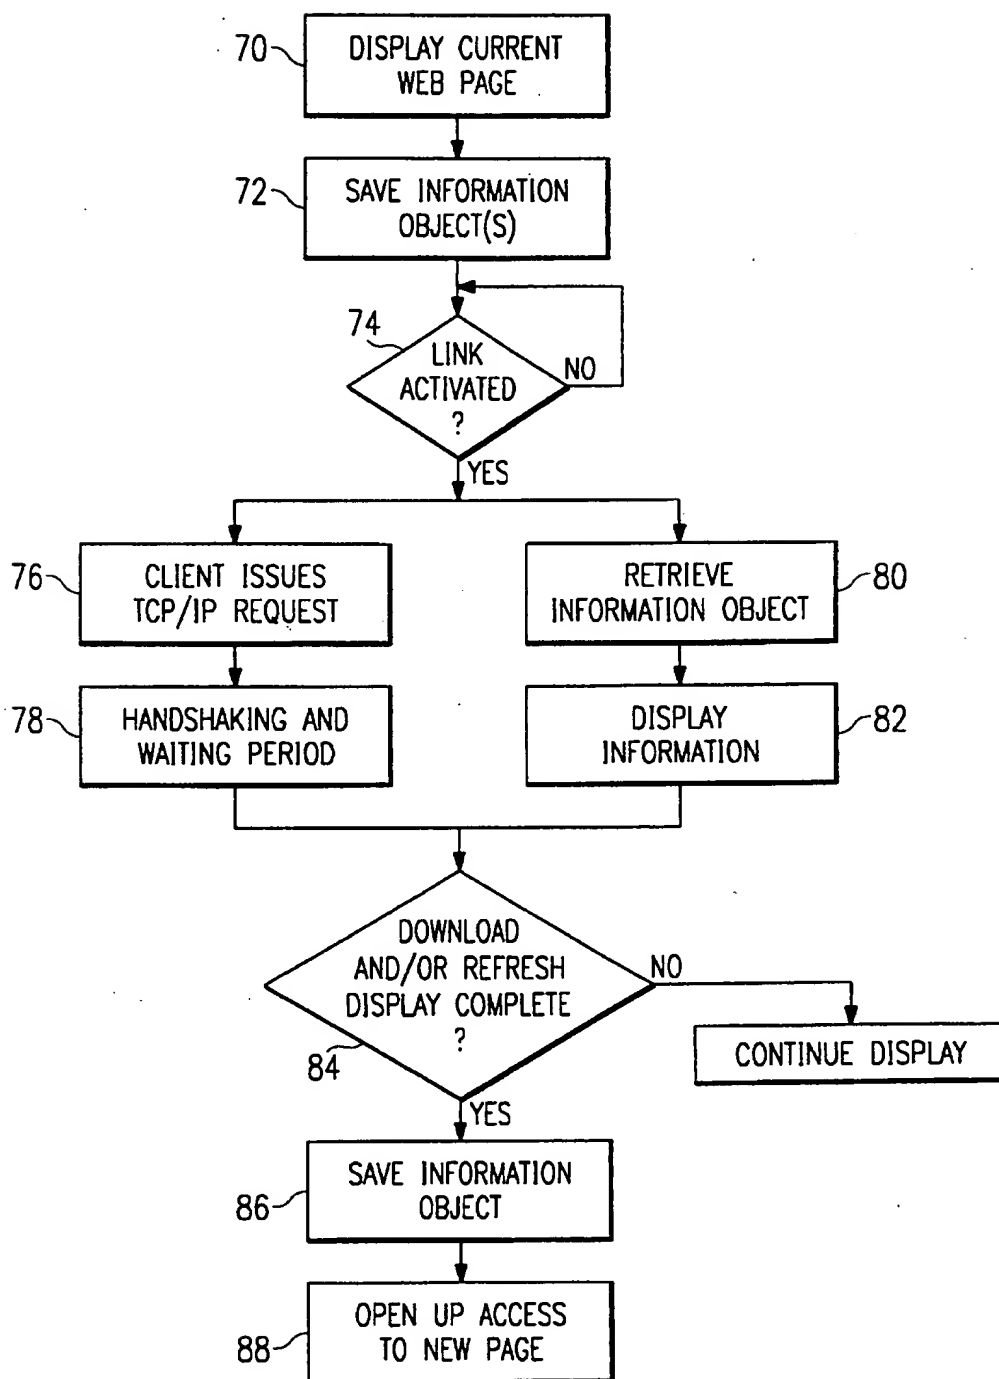 70
DISPLAY CURRENT
WEB PAGE
72
SAVE INFORMATION
OBJECT(S)
74
LINK
ACTIVATED
?
NO
YES
76
CLIENT ISSUES
TCP/IP REQUEST
RETRIEVE
INFORMATION OBJECT
80
78
HANDSHAKING AND
WAITING PERIOD
DISPLAY
INFORMATION
82
DOWNLOAD
AND/OR REFRESH
DISPLAY COMPLETE
?
84
NO
CONTINUE DISPLAY
YES
86
SAVE INFORMATION
OBJECT
88
OPEN UP ACCESS
TO NEW PAGE